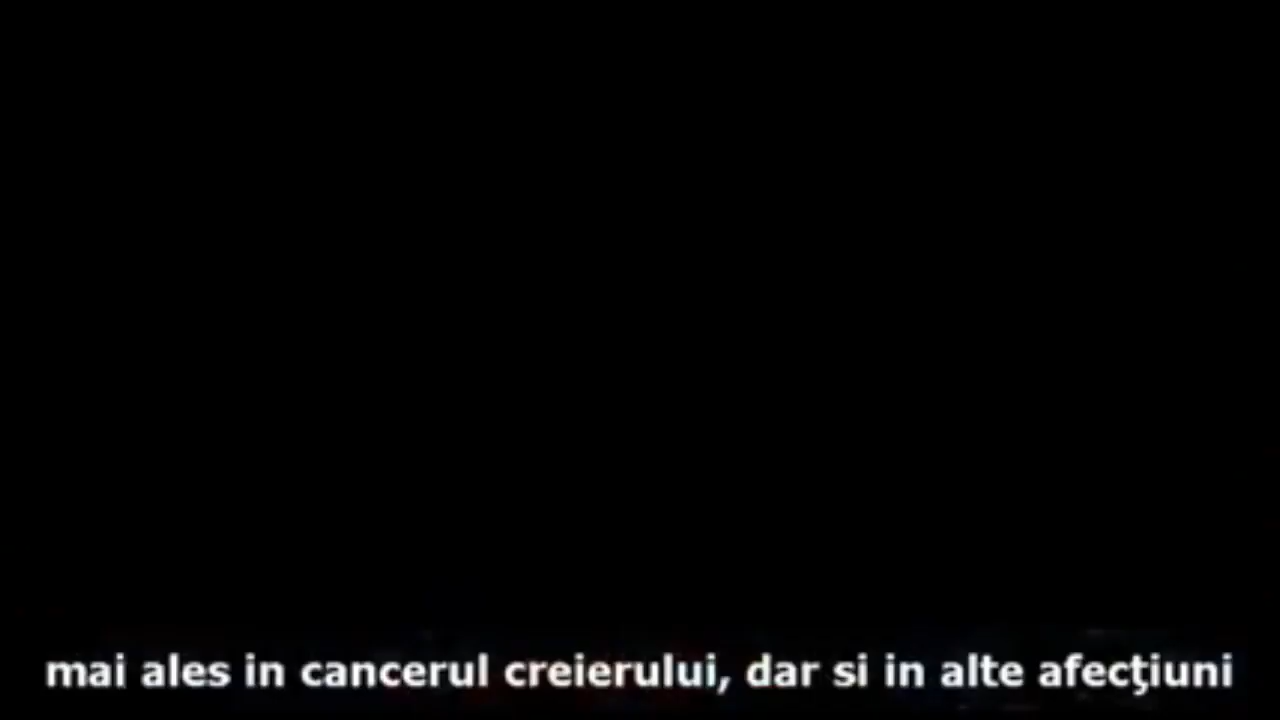 mai ales in cancerul creierului, dar si in alte afecţiuni